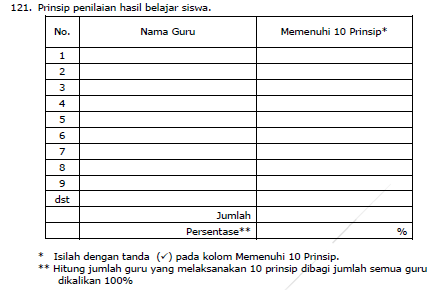 121. Prinsip penilaian hasil belajar siswa.
No. Nama Guru Memenuhi 10 Prinsip*
1
2
3
4
5
6
7
8
9
dst
Jumlah
Persentase** %
* Isilah dengan tanda (✓) pada kolom Memenuhi 10 Prinsip.
** Hitung jumlah guru yang melaksanakan 10 prinsip dibagi jumlah semua guru
dikalikan 100%